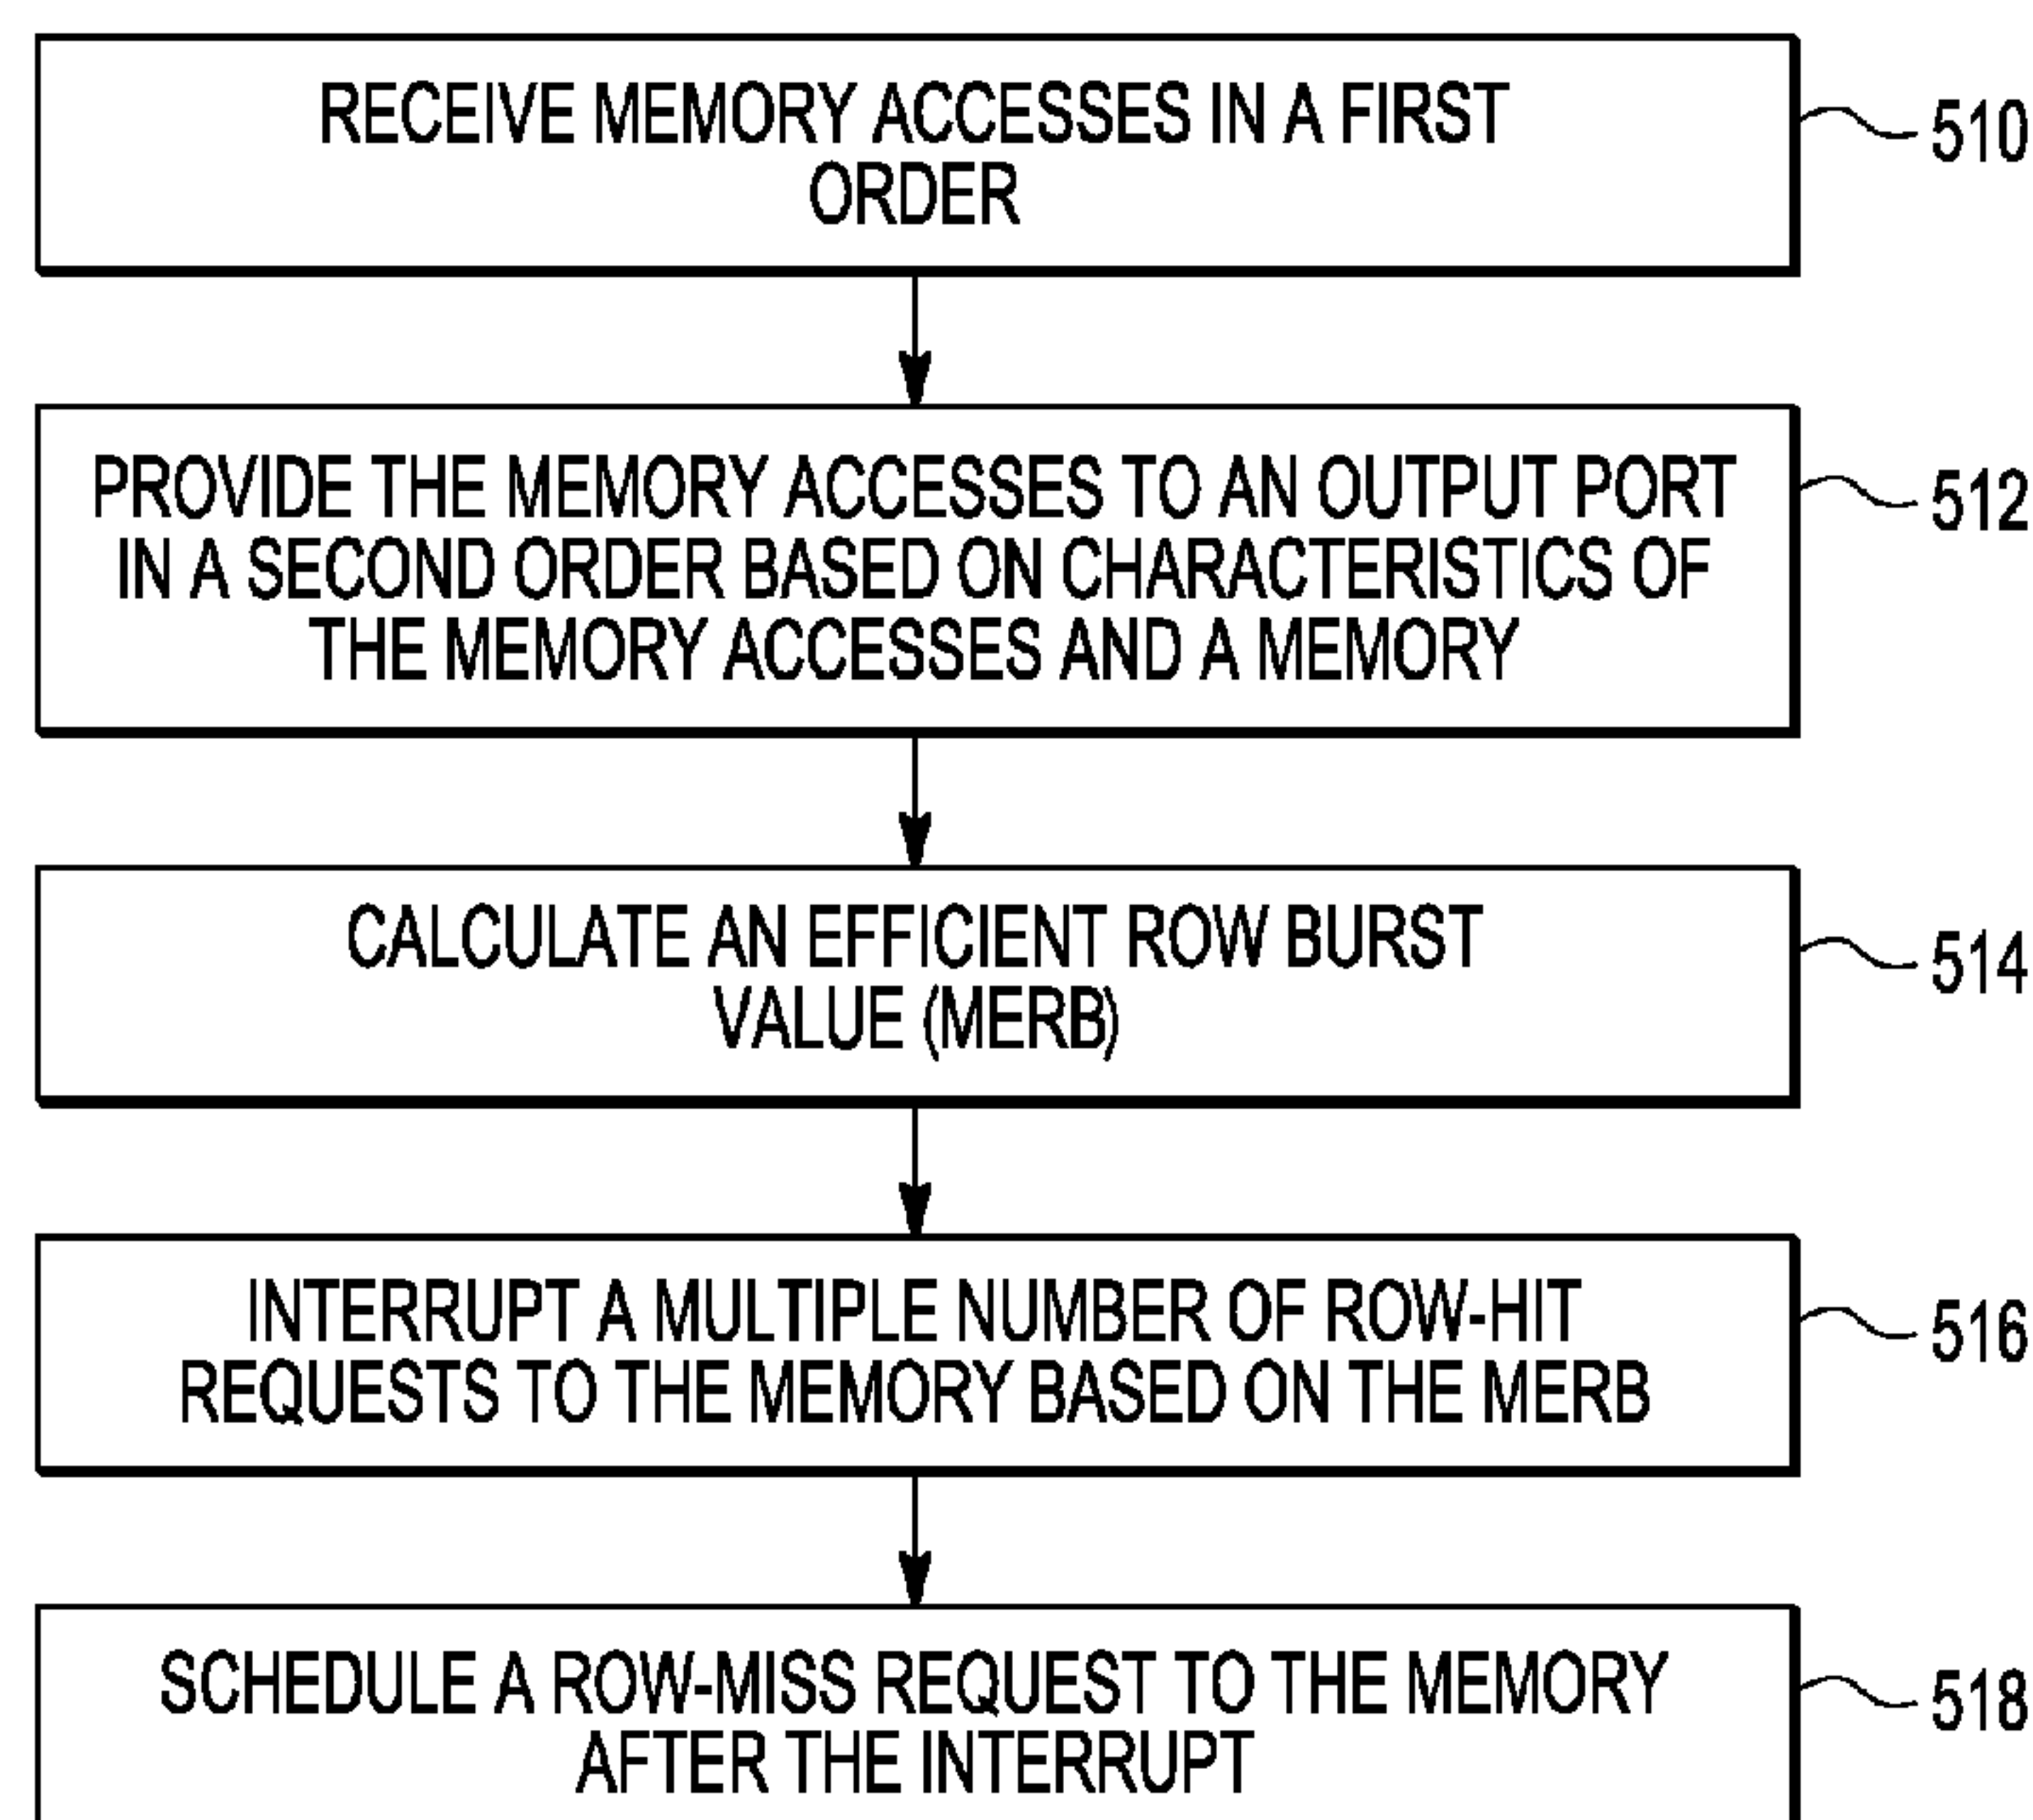 RECEIVE MEMORY ACCESSES IN A FIRST
ORDER
510
PROVIDE THE MEMORY ACCESSES TO AN OUTPUT PORT
IN A SECOND ORDER BASED ON CHARACTERISTICS OF
THE MEMORY ACCESSES AND A MEMORY
512
CALCULATE AN EFFICIENT ROW BURST
VALUE (MERB)
514
INTERRUPT A MULTIPLE NUMBER OF ROW-HIT
REQUESTS TO THE MEMORY BASED ON THE MERB
516
SCHEDULE A ROW-MISS REQUEST TO THE MEMORY
AFTER THE INTERRUPT
518